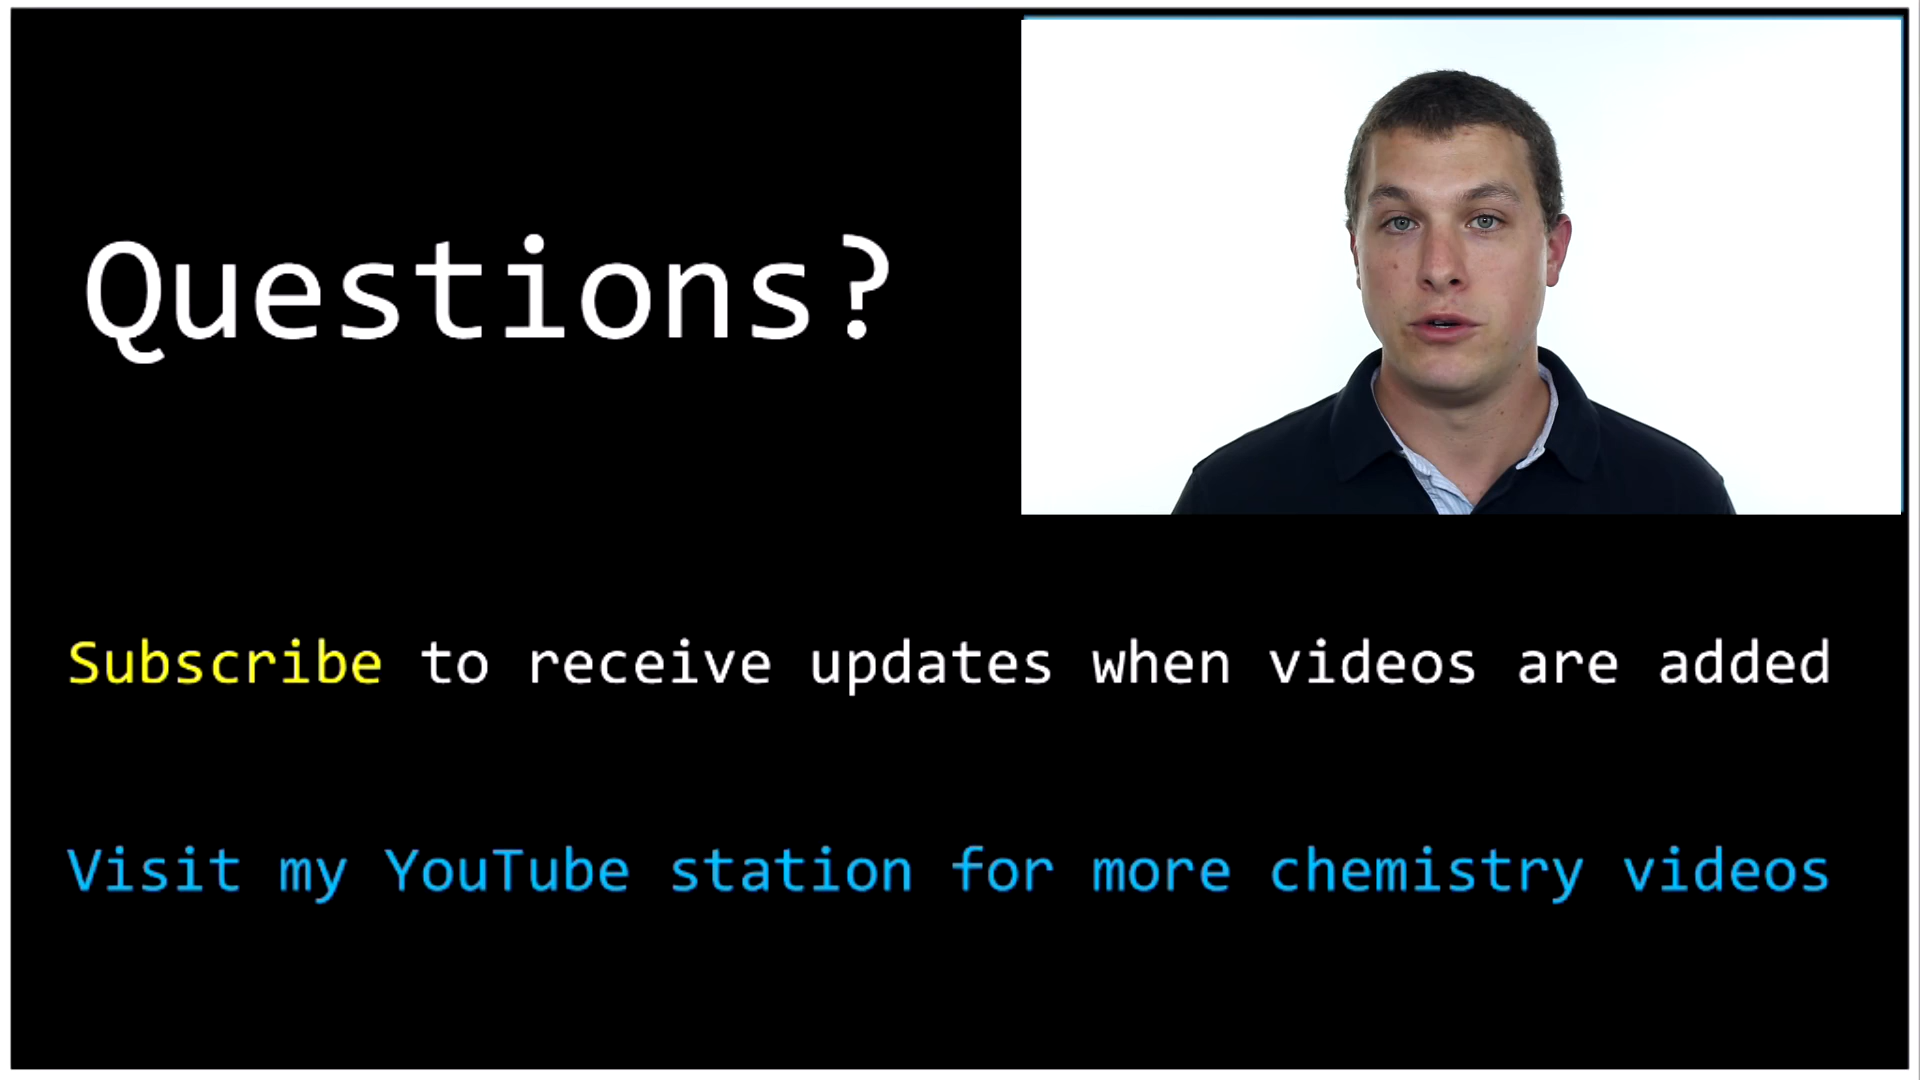 Questions?
Subscribe to receive updates when videos are added
Visit my YouTube station for more chemistry videos